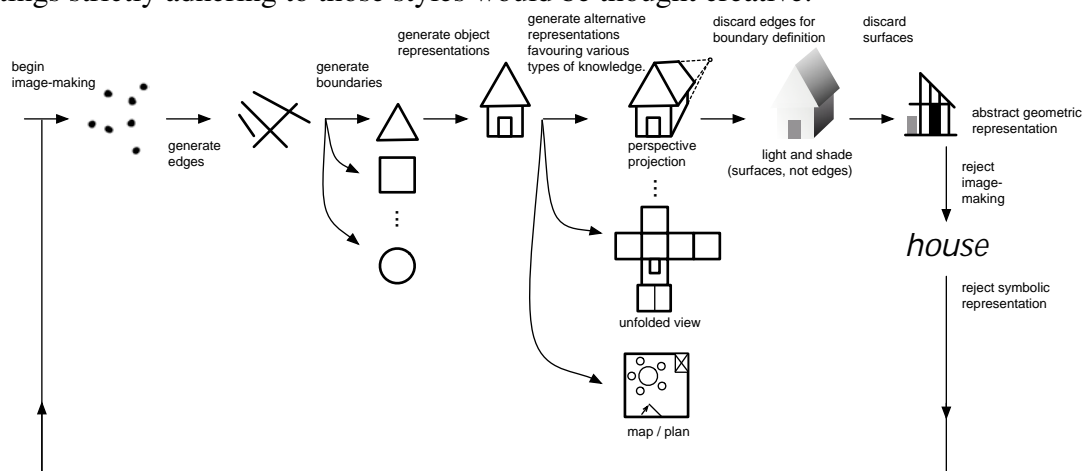 ings strictly adhering to those styles would be thought creative.
begin
image-making
generate
edges
generate
boundaries
generate object
representations
generate alternative
representations
favouring various
types of knowledge.
perspective
projection
unfolded view
map / plan
discard edges for
boundary definition
light and shade
(surfaces, not edges)
discard
surfaces
abstract geometric
representation
reject
image-
making
house
reject symbolic
representation